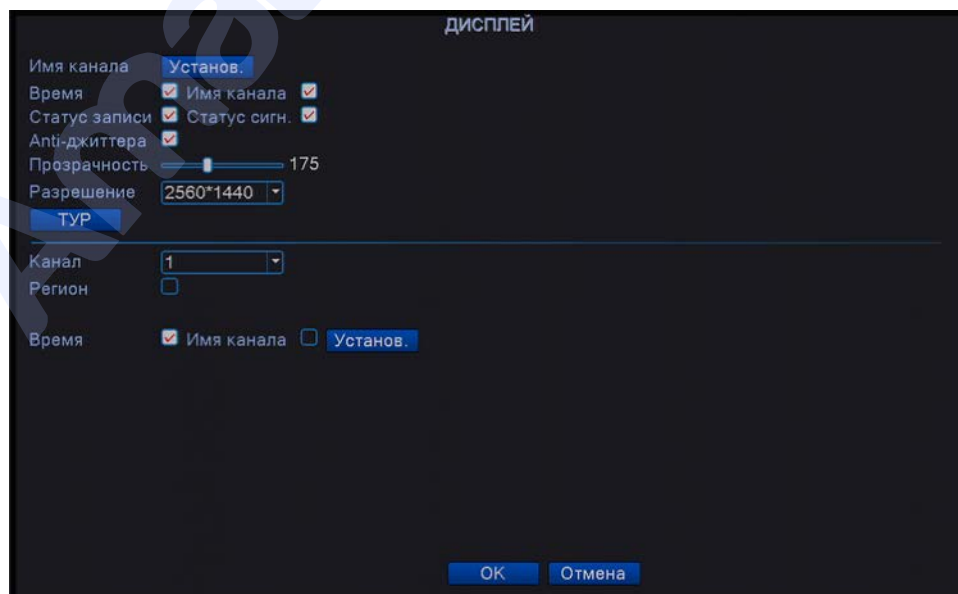 ДИСПЛЕЙ
Имя канала Установ.
Время Имя канала
Статус записи Статус сигн.
Anti-джиттера
Прозрачность 175
Разрешение 2560*1440
ТУР
Канал 1
Регион
Время Имя канала Установ.
OK Отмена